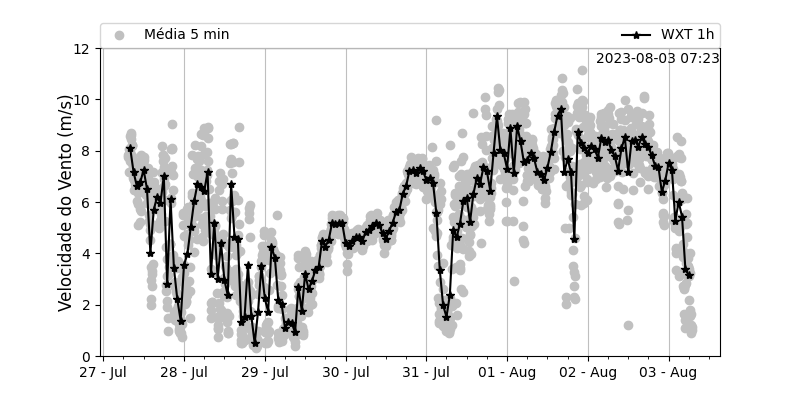 Média 5 min
WXT 1h
2023-08-03 07:23
Velocidade do Vento (m/s)
12
10
8
6
4
2
0
27 - Jul
28 - Jul
29 - Jul
30 - Jul
31 - Jul
01 - Aug
02 - Aug
03 - Aug